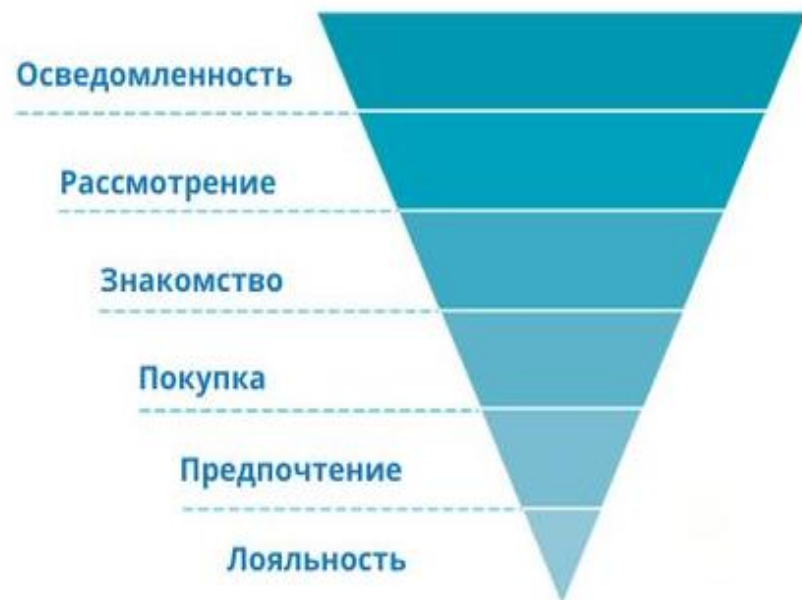 Осведомленность
Рассмотрение
Знакомство
Покупка
Предпочтение
Лояльность